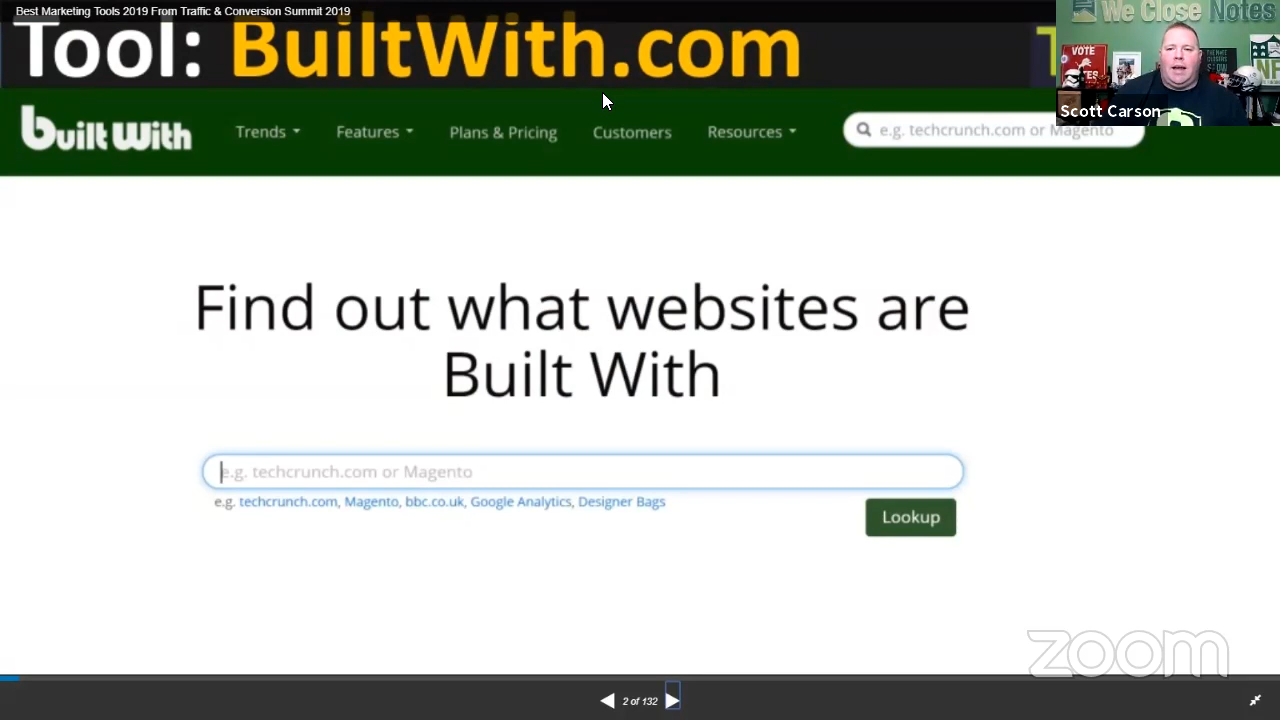 Best Marketing Tools 2019 From Traffic & Conversion Summit 2019
Tool: BuiltWith.com
We Close Notes
VOTE
Scott Carson
built with
Trends
Features
Plans & Pricing
Customers
Resources
e.g. techcrunch.com or Magento
Find out what websites are
Built With
e.g. techcrunch.com or Magento
e.g. techcrunch.com, Magento, bbc.co.uk, Google Analytics, Designer Bags
Lookup
zoom
2 of 132